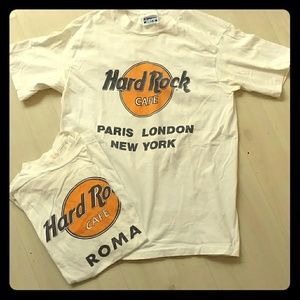 Hard Rock
CAFE
PARIS LONDON
NEW YORK
Hard Ro
CAFE
ROMA